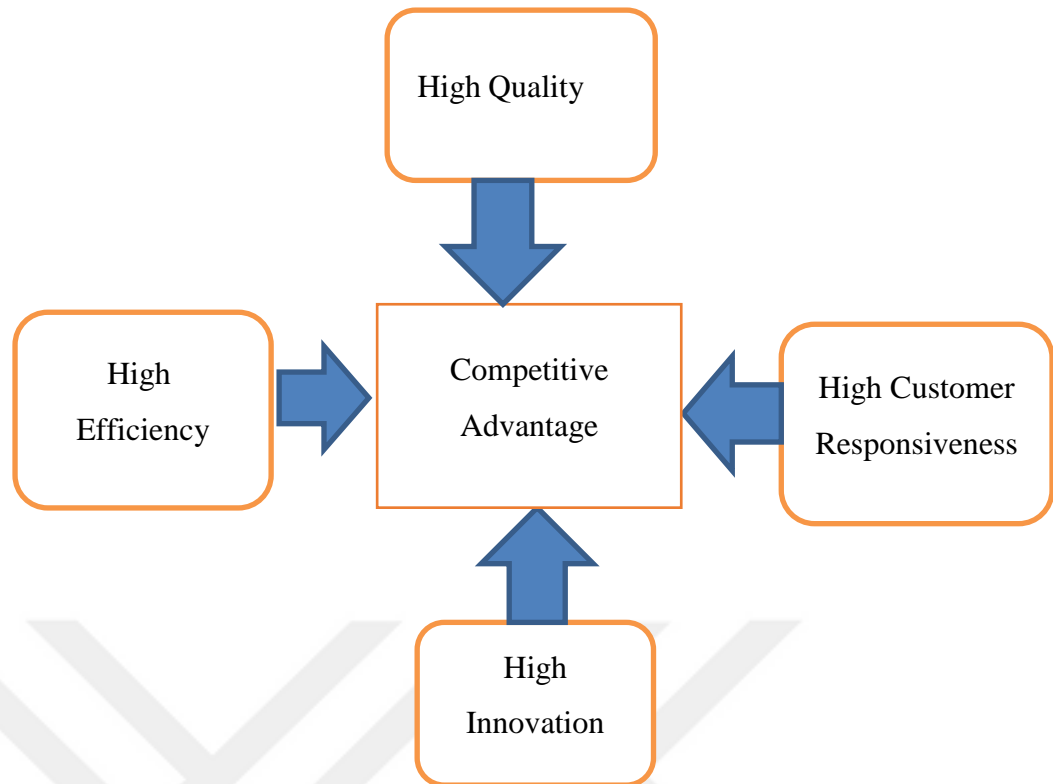 High Quality
High
Efficiency
Competitive
Advantage
High Customer
Responsiveness
High
Innovation